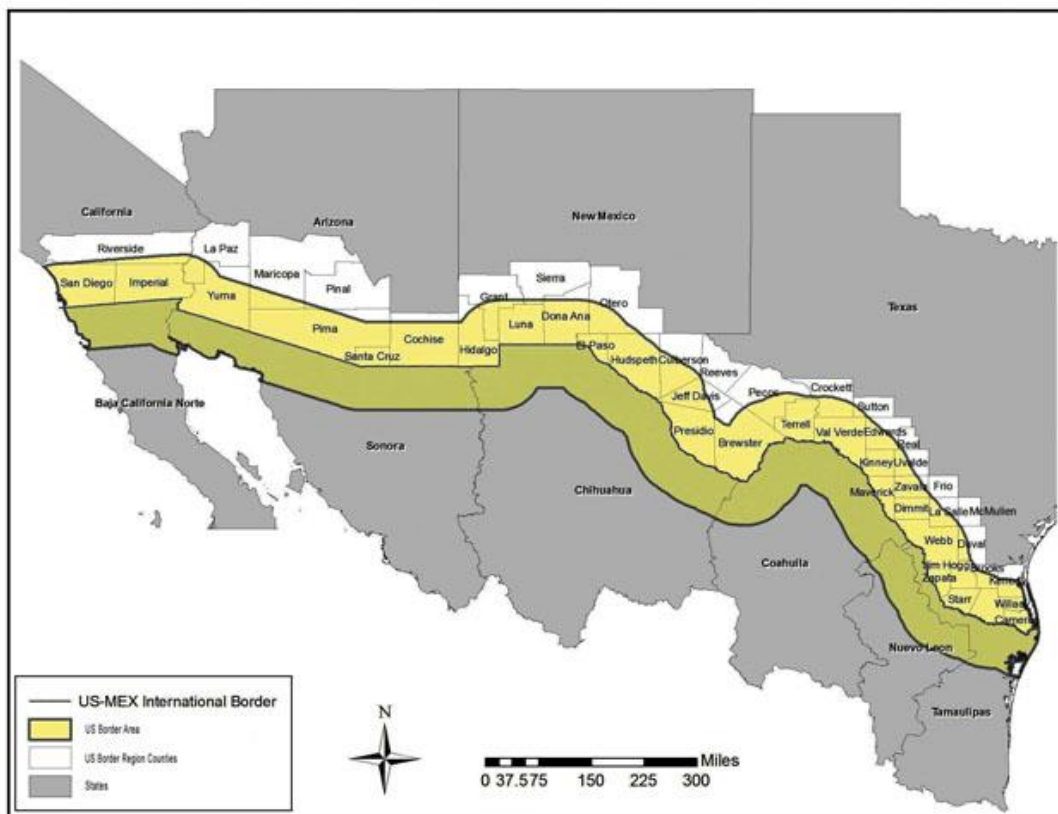 California
Arizona
New Mexico
Texas
Riverside
La Paz
Maricopa
Pinal
Grant
Sierra
Otero
San Diego
Imperial
Yuma
Pima
Santa Cruz
Cochise
Hidalgo
Luna
Dona Ana
El Paso
Hudspeth
Culberson
Reeves
Jeff Davis
Pecos
Crockett
Sutton
Presidio
Brewster
Terrell
Val Verde
Edwards
Real
Kinney
Uvalde
Maverick
Zavala
Frio
Dimmit
La Salle
McMullen
Webb
Duval
Jim Hogg
Brooks
Zapata
Kenedy
Starr
Willacy
Cameron
Baja California Norte
Sonora
Chihuahua
Coahuila
Nuevo Leon
Tamaulipas
US-MEX International Border
US Border Area
US Border Region Counties
States
N
Miles
0 37.575 150 225 300